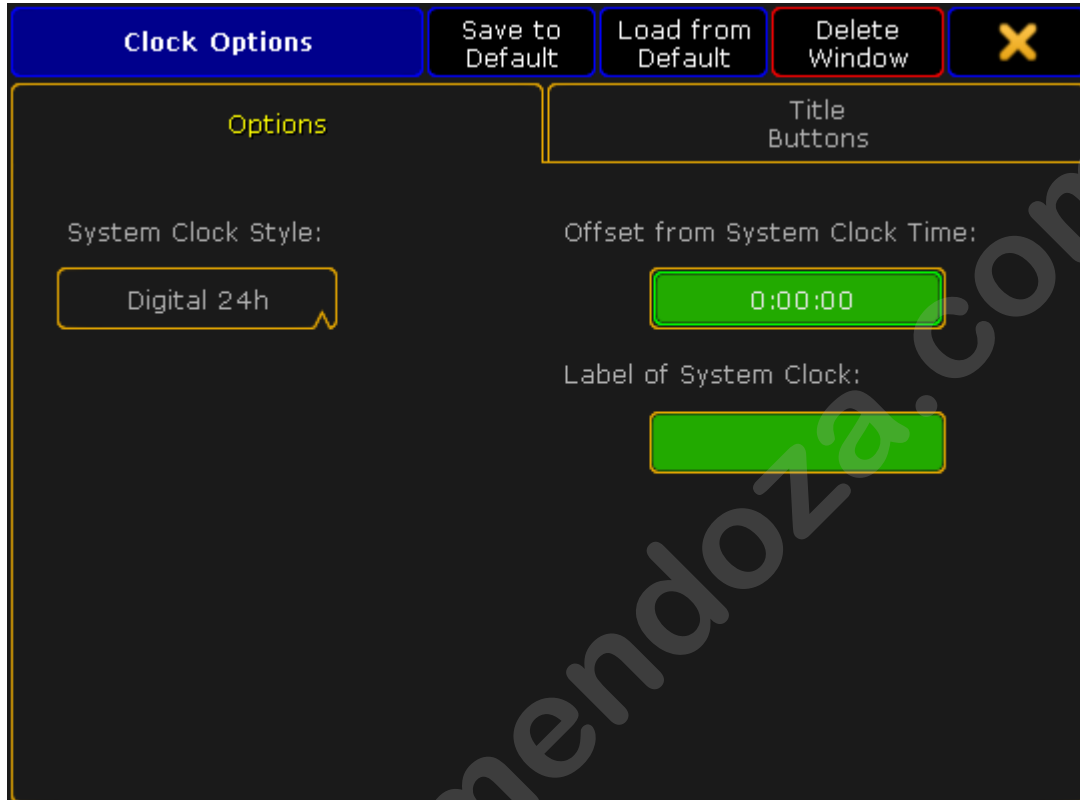 Clock Options
Save to
Default
Load from
Default
Delete
Window
Options
Title
Buttons
System Clock Style:
Offset from System Clock Time:
Digital 24h
0:00:00
Label of System Clock:
mendoza.com